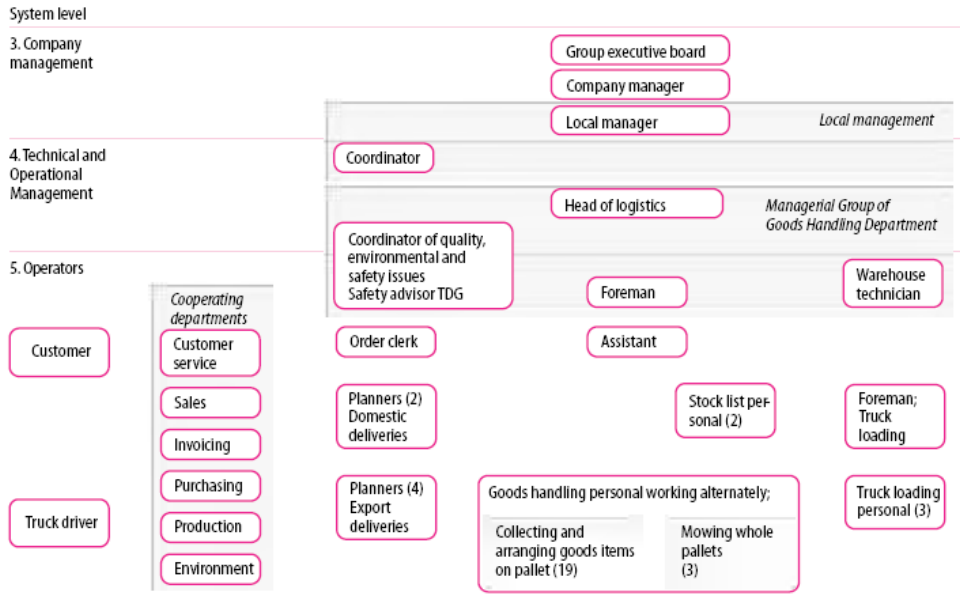 System level
3. Company
management
Group executive board
Company manager
Local manager
Local management
4. Technical and
Operational
Management
Coordinator
Head of logistics
Managerial Group of
Goods Handling Department
Coordinator of quality,
environmental and
safety issues
Safety advisor TDG
5. Operators
Foreman
Warehouse
technician
Cooperating
departments
Customer
Customer
service
Order clerk
Assistant
Sales
Planners (2)
Domestic
deliveries
Stock list per-
sonal (2)
Foreman;
Truck
loading
Invoicing
Purchasing
Truck driver
Production
Environment
Planners (4)
Export
deliveries
Goods handling personal working alternately;
Collecting and
arranging goods items
on pallet (19)
Mowing whole
pallets
(3)
Truck loading
personal (3)